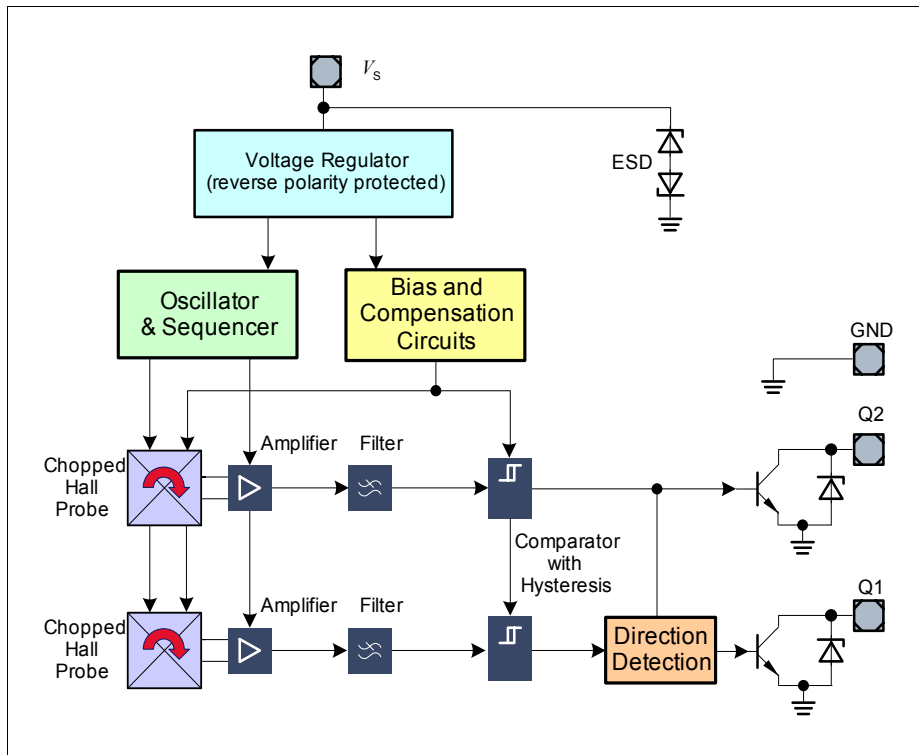 V_S
Voltage Regulator
(reverse polarity protected)
ESD
Oscillator
& Sequencer
Bias and
Compensation
Circuits
GND
Q2
Amplifier
Filter
Chopped
Hall
Probe
Comparator
with
Hysteresis
Q1
Amplifier
Filter
Chopped
Hall
Probe
Direction
Detection